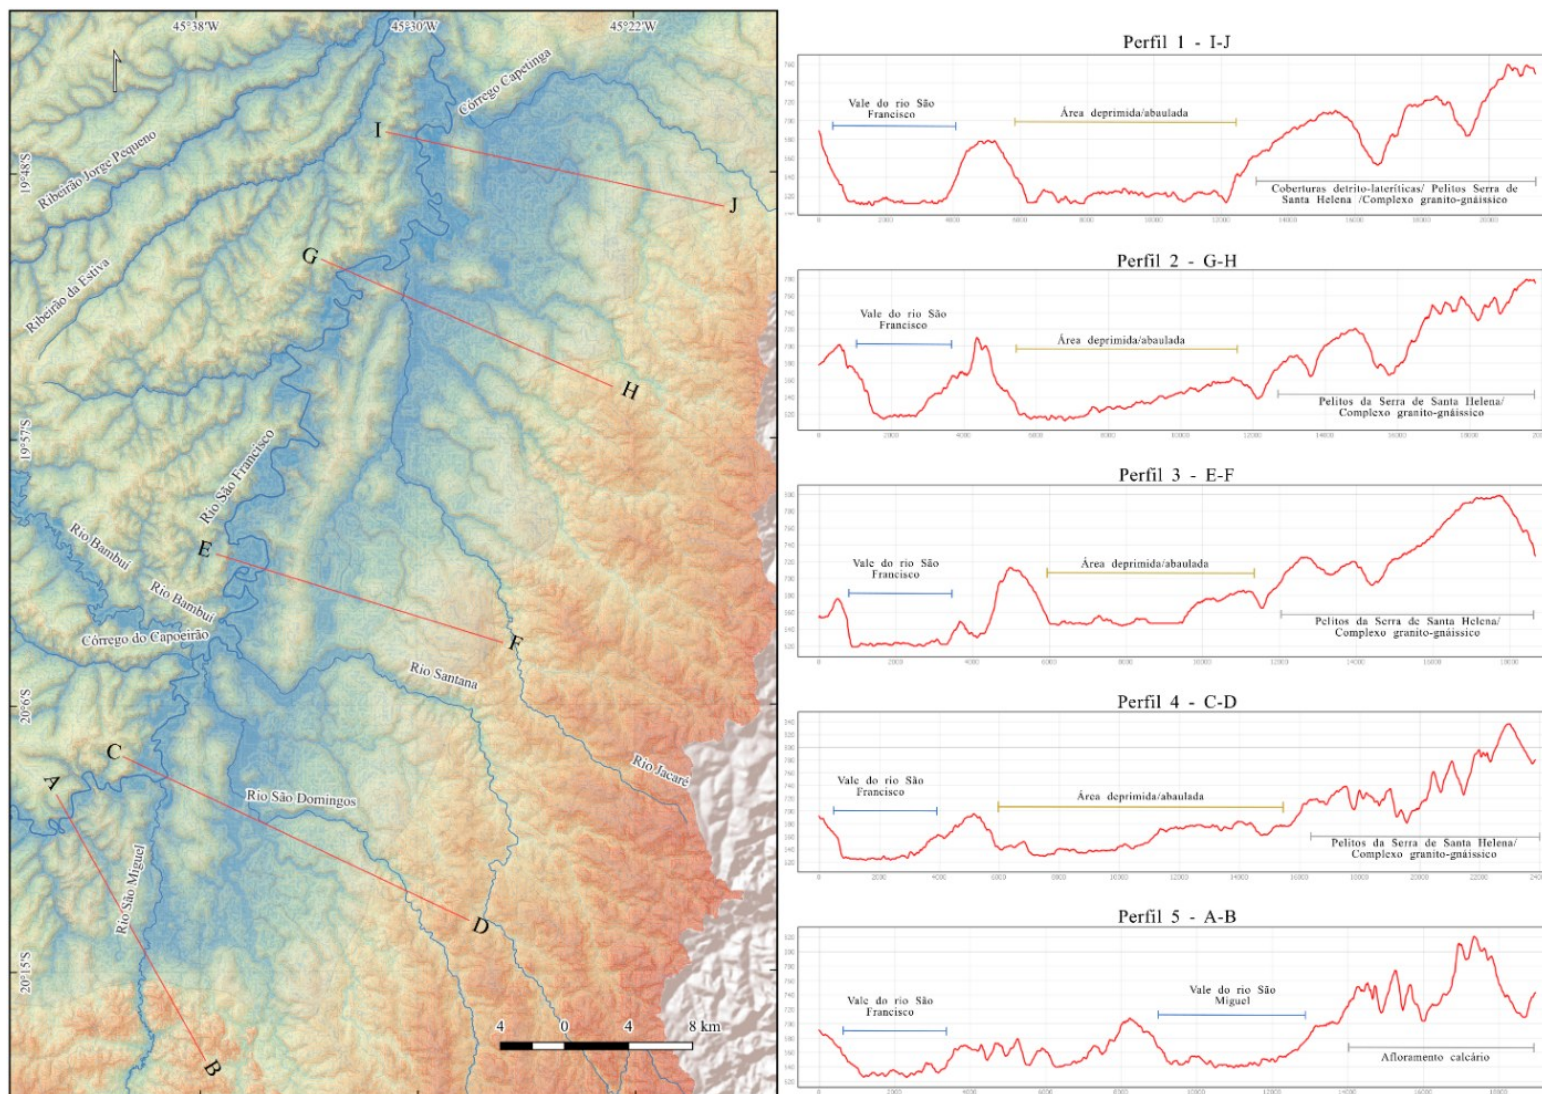 45°38'W
45°30'W
45°22'W
19°48'S
19°57'S
20°6'S
20°15'S
Córrego Capetinga
Ribeirão Jorge Pequeno
Ribeirão da Estiva
Rio São Francisco
Rio Bambuí
Rio Bambuí
Córrego do Capoeirão
Rio Santana
Rio Jacaré
Rio São Domingos
Rio São Miguel
I
J
G
H
E
F
C
D
A
B
4 0 4 8 km
Perfil 1 - I-J
Vale do rio São
Francisco
Área deprimida/abaulada
Coberturas detrito-lateríticas/ Pelitos Serra de
Santa Helena /Complexo granito-gnáissico
Perfil 2 - G-H
Vale do rio São
Francisco
Área deprimida/abaulada
Pelitos da Serra de Santa Helena/
Complexo granito-gnáissico
Perfil 3 - E-F
Vale do rio São
Francisco
Área deprimida/abaulada
Pelitos da Serra de Santa Helena/
Complexo granito-gnáissico
Perfil 4 - C-D
Vale do rio São
Francisco
Área deprimida/abaulada
Pelitos da Serra de Santa Helena/
Complexo granito-gnáissico
Perfil 5 - A-B
Vale do rio São
Francisco
Vale do rio São
Miguel
Afloramento calcário